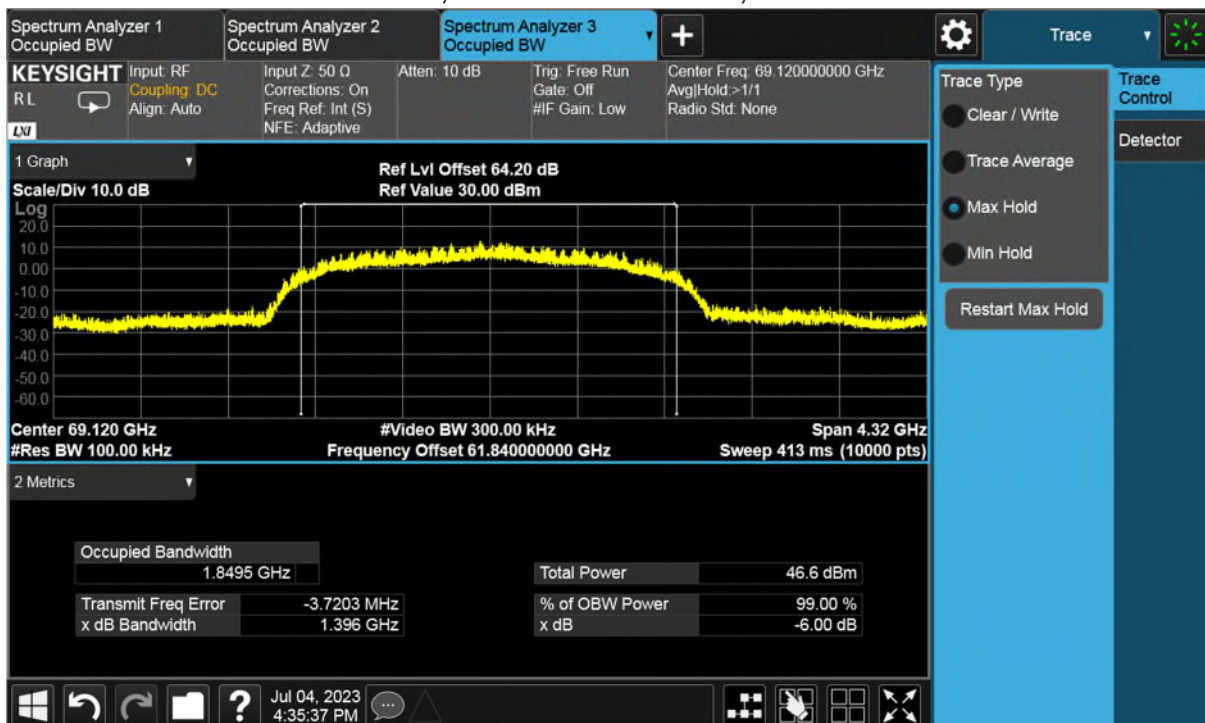 Spectrum Analyzer 1
Occupied BW
Spectrum Analyzer 2
Occupied BW
Spectrum Analyzer 3
Occupied BW
Trace
KEYSIGHT
RL
LXI
Input: RF
Coupling: DC
Align: Auto
Input Z: 50 Ω
Corrections: On
Freq Ref: Int (S)
NFE: Adaptive
Atten: 10 dB
Trig: Free Run
Gate: Off
#IF Gain: Low
Center Freq: 69.120000000 GHz
Avg|Hold:>1/1
Radio Std: None
Trace Type
Clear / Write
Trace Average
Max Hold
Min Hold
Restart Max Hold
Trace
Control
Detector
1 Graph
Scale/Div 10.0 dB
Ref Lvl Offset 64.20 dB
Ref Value 30.00 dBm
Log
20.0
10.0
0.00
-10.0
-20.0
-30.0
-40.0
-50.0
-60.0
Center 69.120 GHz
#Video BW 300.00 kHz
Span 4.32 GHz
#Res BW 100.00 kHz
Frequency Offset 61.840000000 GHz
Sweep 413 ms (10000 pts)
2 Metrics
Occupied Bandwidth
1.8495 GHz
Total Power 46.6 dBm
Transmit Freq Error -3.7203 MHz
% of OBW Power 99.00 %
x dB Bandwidth 1.396 GHz
x dB -6.00 dB
?
Jul 04, 2023
4:35:37 PM